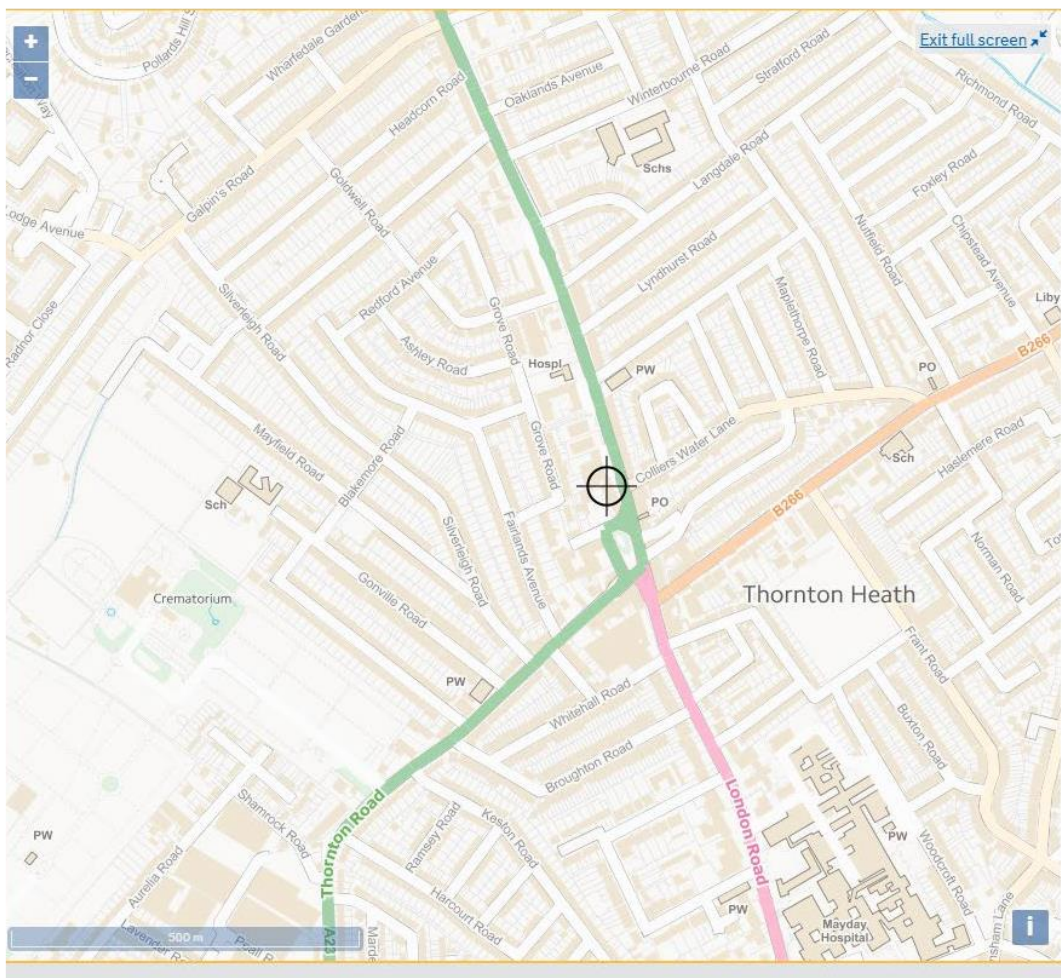 +
−
Exit full screen
Pollards Hill S
Wharfedale Gardens
Headcorn Road
Oaklands Avenue
Winterbourne Road
Stratford Road
Richmond Road
Way
Schs
Langdale Road
Foxley Road
Galpin's Road
Goldwell Road
Lodge Avenue
Nutfield Road
Chipstead Avenue
Lyndhurst Road
Redford Avenue
Silverleigh Road
Grove Road
Maplethorpe Road
Liby
Radnor Close
Ashley Road
Hospl
PW
PO
B266
Mayfield Road
Blakemore Road
Grove Road
Colliers Water Lane
Haslemere Road
Sch
Sch
PO
B266
Silverleigh Road
Fairlands Avenue
Norman Road
Gonville Road
Crematorium
Thornton Heath
Frant Road
PW
Whitehall Road
Buxton Road
Broughton Road
London Road
Shamrock Road
Thornton Road
Keston Road
Ramsey Road
PW
PW
Woodcroft Road
Aurelia Road
Harcourt Road
PW
Mayday
Hospital
nsham Lane
i
500 m
A23
Peall